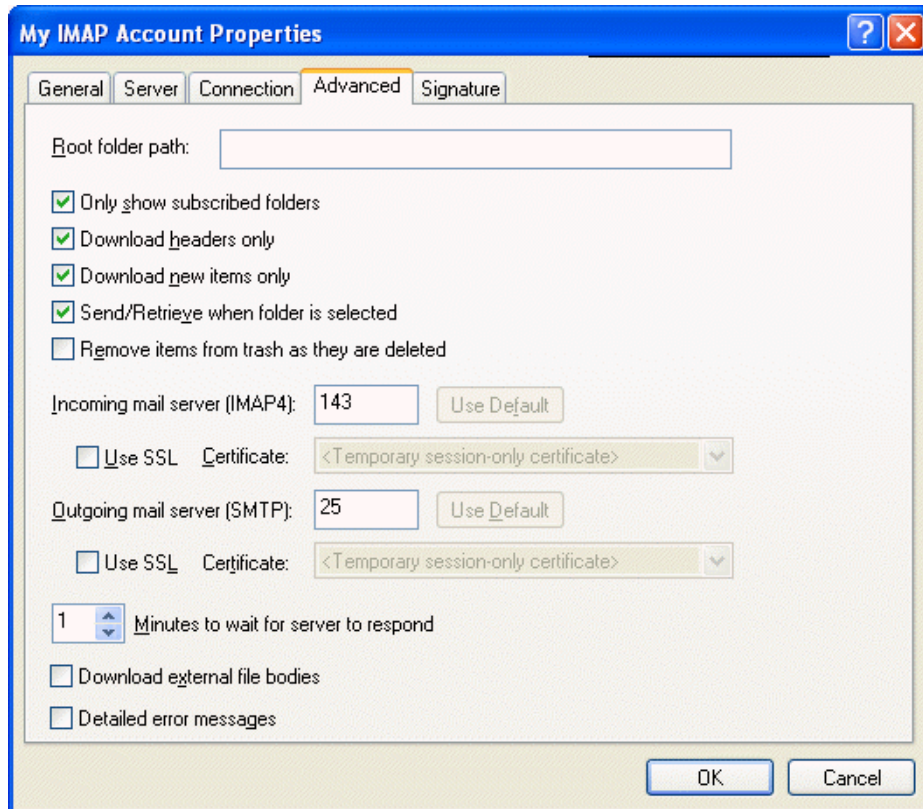 My IMAP Account Properties
General Server Connection Advanced Signature
Root folder path:
Only show subscribed folders
Download headers only
Download new items only
Send/Retrieve when folder is selected
Remove items from trash as they are deleted
Incoming mail server (IMAP4): 143 Use Default
Use SSL Certificate: <Temporary session-only certificate>
Outgoing mail server (SMTP): 25 Use Default
Use SSL Certificate: <Temporary session-only certificate>
1 Minutes to wait for server to respond
Download external file bodies
Detailed error messages
OK Cancel